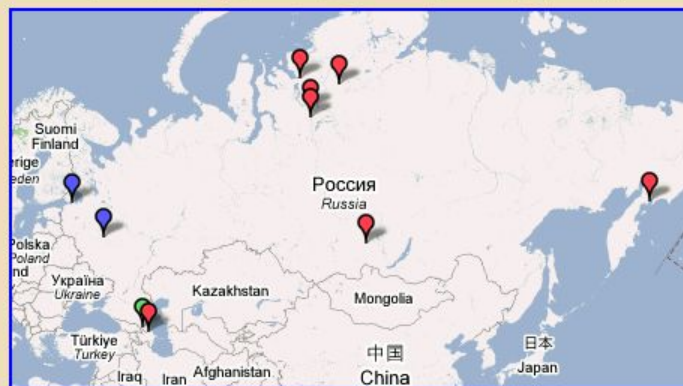 Suomi
Finland
erige
eden
Россия
Russia
Polska
Poland
nd
Україна
Ukraine
Kazakhstan
Mongolia
Türkiye
Turkey
Iraq
Iran
Afghanistan
中国
China
日本
Japan